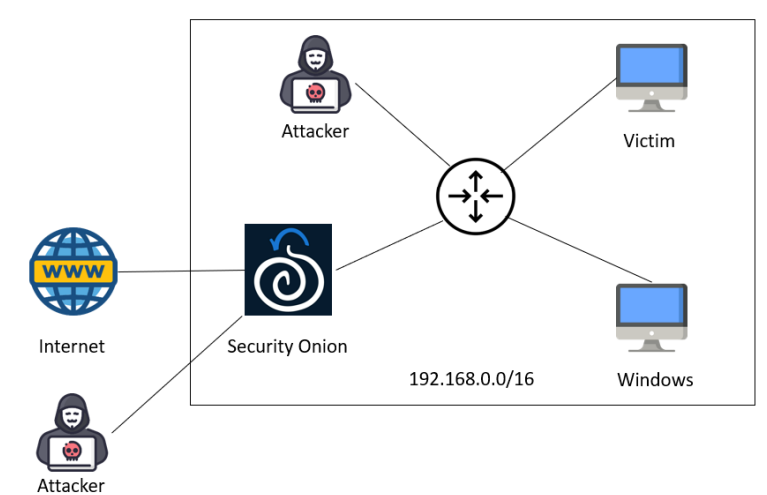 Attacker
Victim
WWW
Internet
Security Onion
192.168.0.0/16
Windows
Attacker